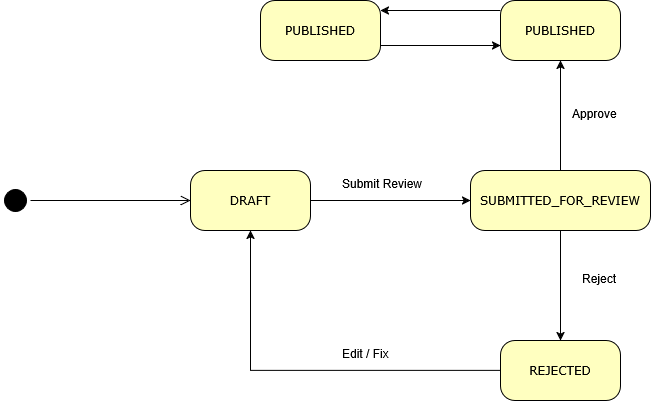 PUBLISHED
PUBLISHED
Approve
DRAFT
Submit Review
SUBMITTED_FOR_REVIEW
Reject
Edit / Fix
REJECTED